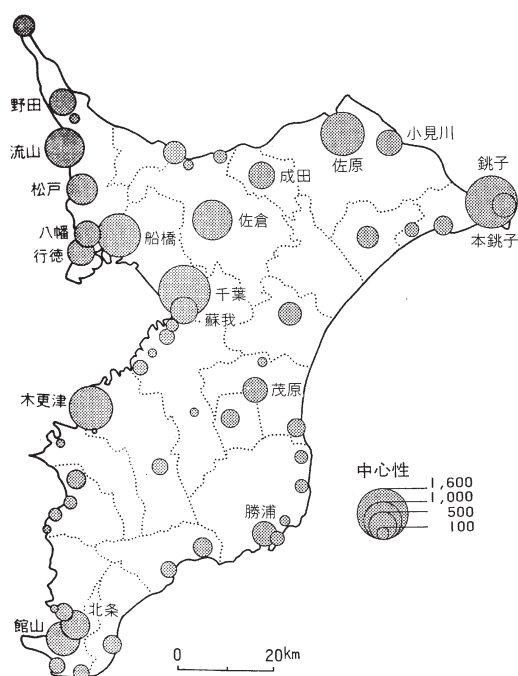 野田
流山
松戸
八幡
行徳
船橋
佐倉
成田
佐原
小見川
銚子
本銚子
千葉
蘇我
木更津
茂原
勝浦
中心性
1,600
1,000
500
100
館山
北条
0 20km